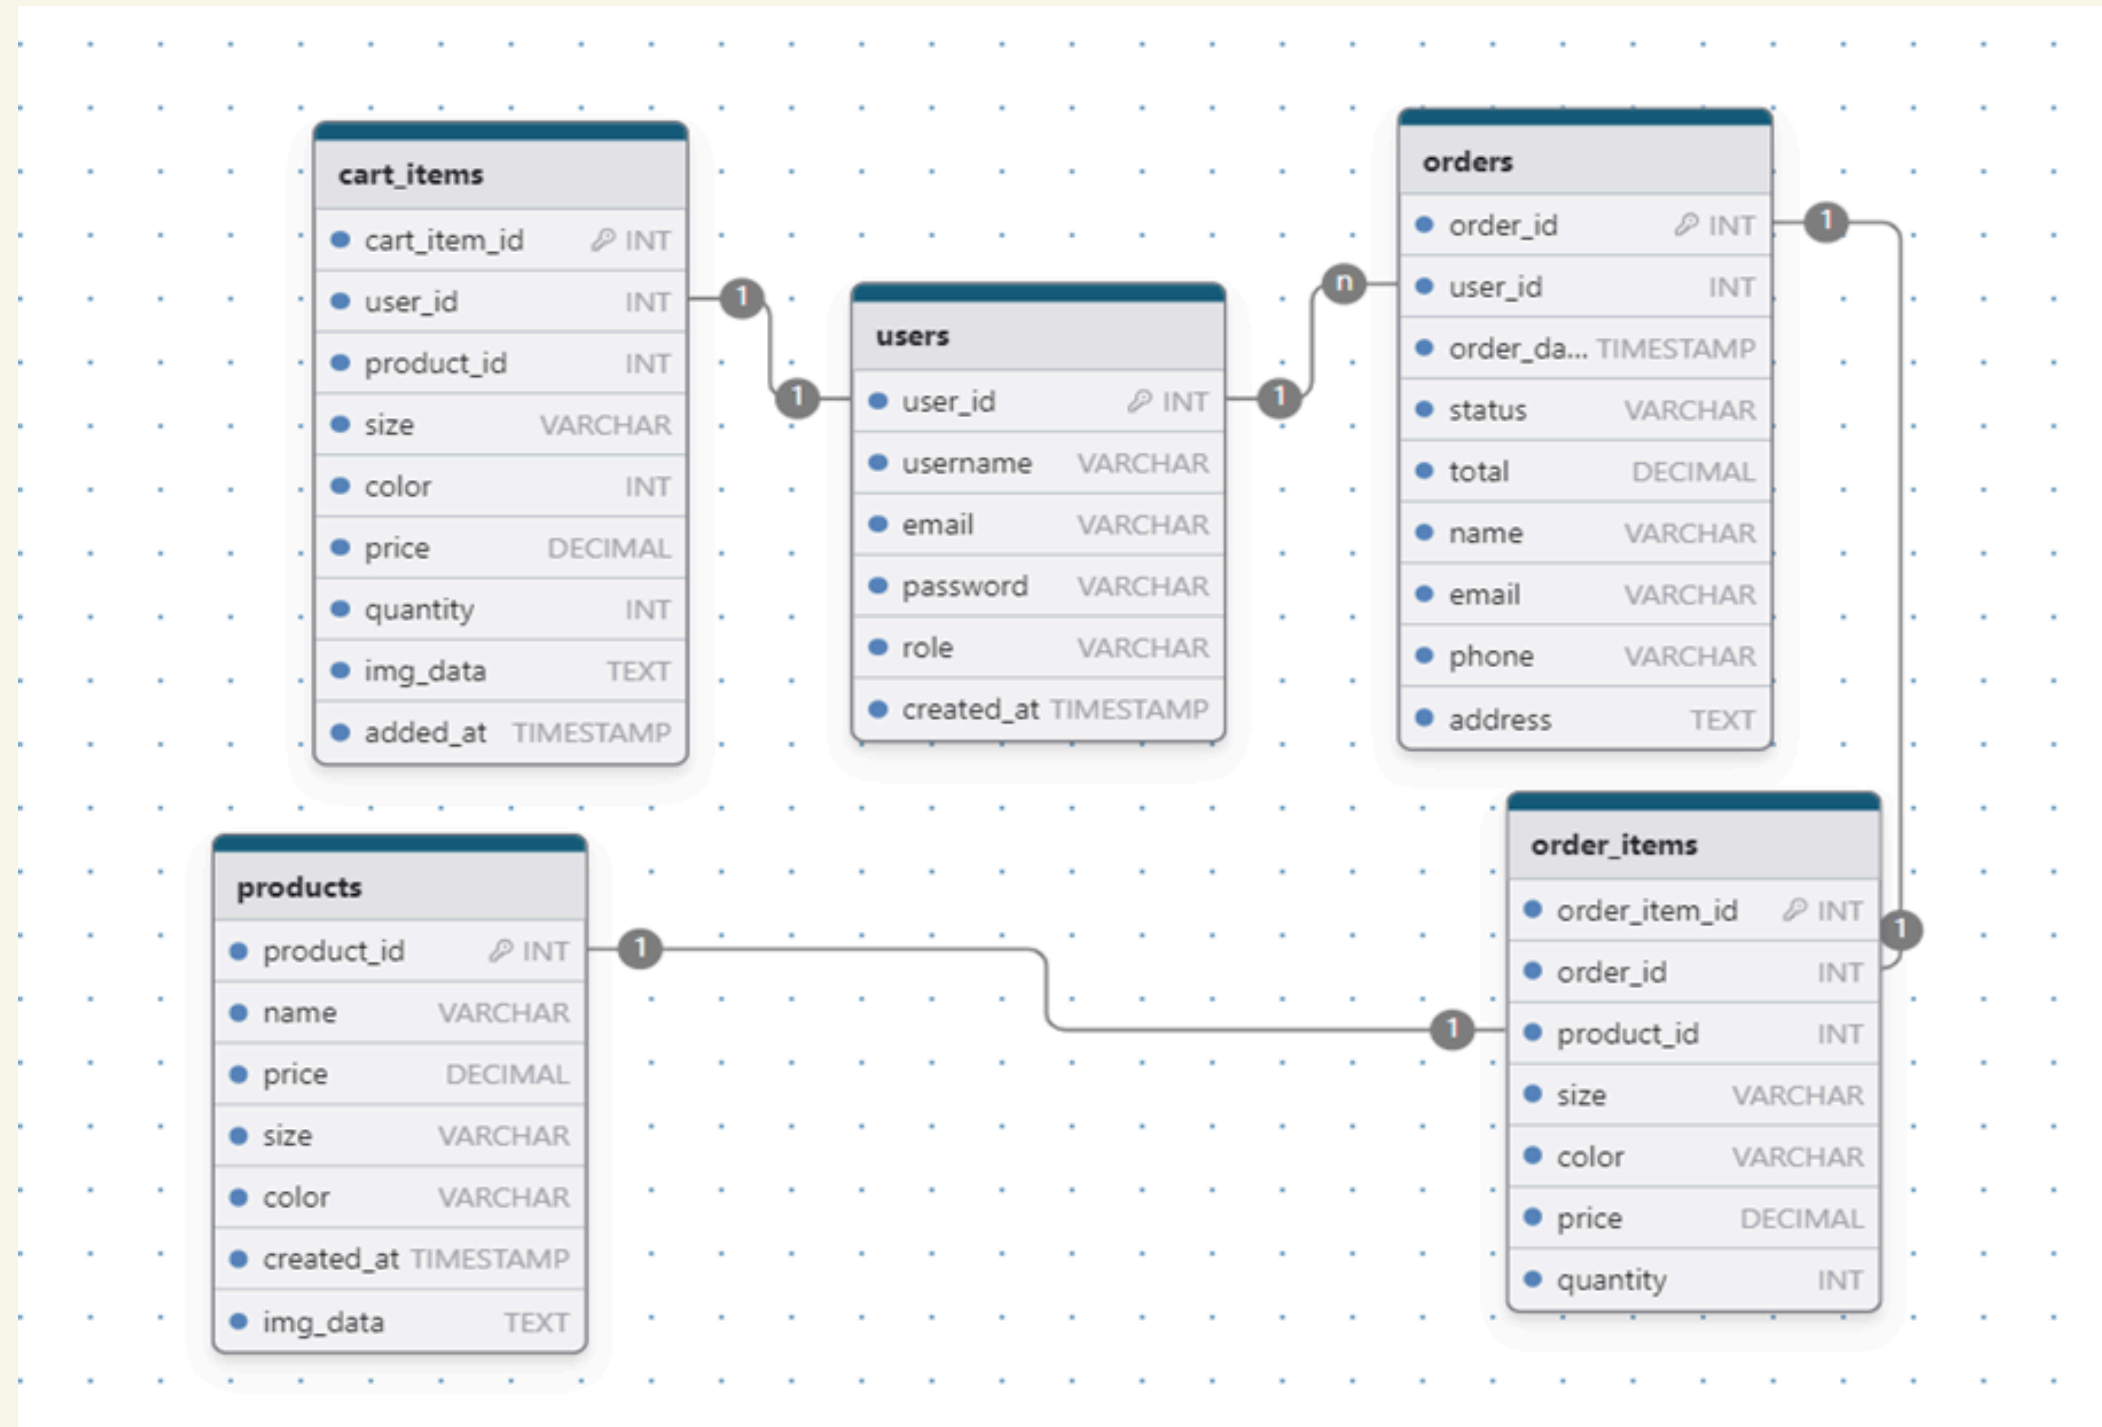 cart_items
cart_item_id INT
user_id INT
product_id INT
size VARCHAR
color INT
price DECIMAL
quantity INT
img_data TEXT
added_at TIMESTAMP
1
1
users
user_id INT
username VARCHAR
email VARCHAR
password VARCHAR
role VARCHAR
created_at TIMESTAMP
1
n
orders
order_id INT
user_id INT
order_da... TIMESTAMP
status VARCHAR
total DECIMAL
name VARCHAR
email VARCHAR
phone VARCHAR
address TEXT
1
1
products
product_id INT
name VARCHAR
price DECIMAL
size VARCHAR
color VARCHAR
created_at TIMESTAMP
img_data TEXT
1
1
order_items
order_item_id INT
order_id INT
product_id INT
size VARCHAR
color VARCHAR
price DECIMAL
quantity INT